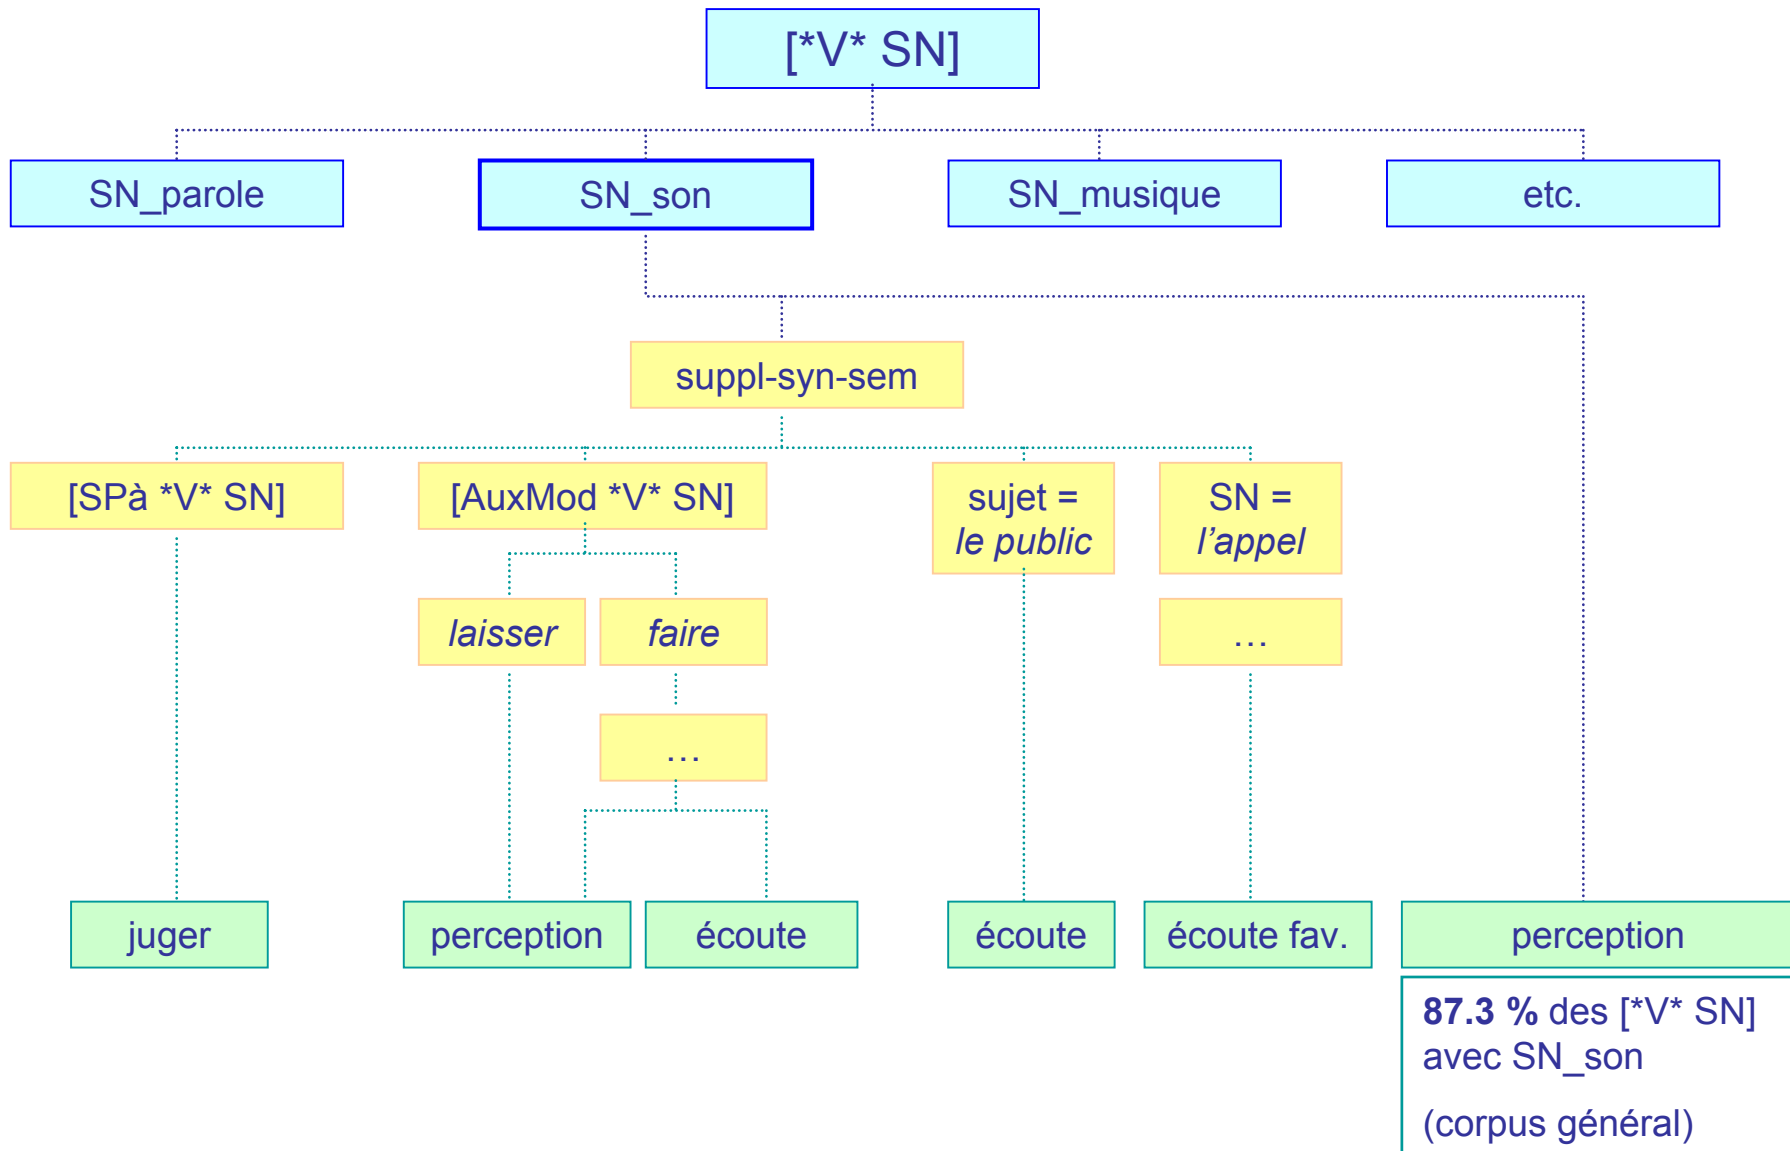 [*V* SN]
SN_parole
SN_son
SN_musique
etc.
suppl-syn-sem
[SPà *V* SN]
[AuxMod *V* SN]
sujet =
le public
SN =
l’appel
laisser
faire
…
…
juger
perception
écoute
écoute
écoute fav.
perception
87.3 % des [*V* SN]
avec SN_son
(corpus général)